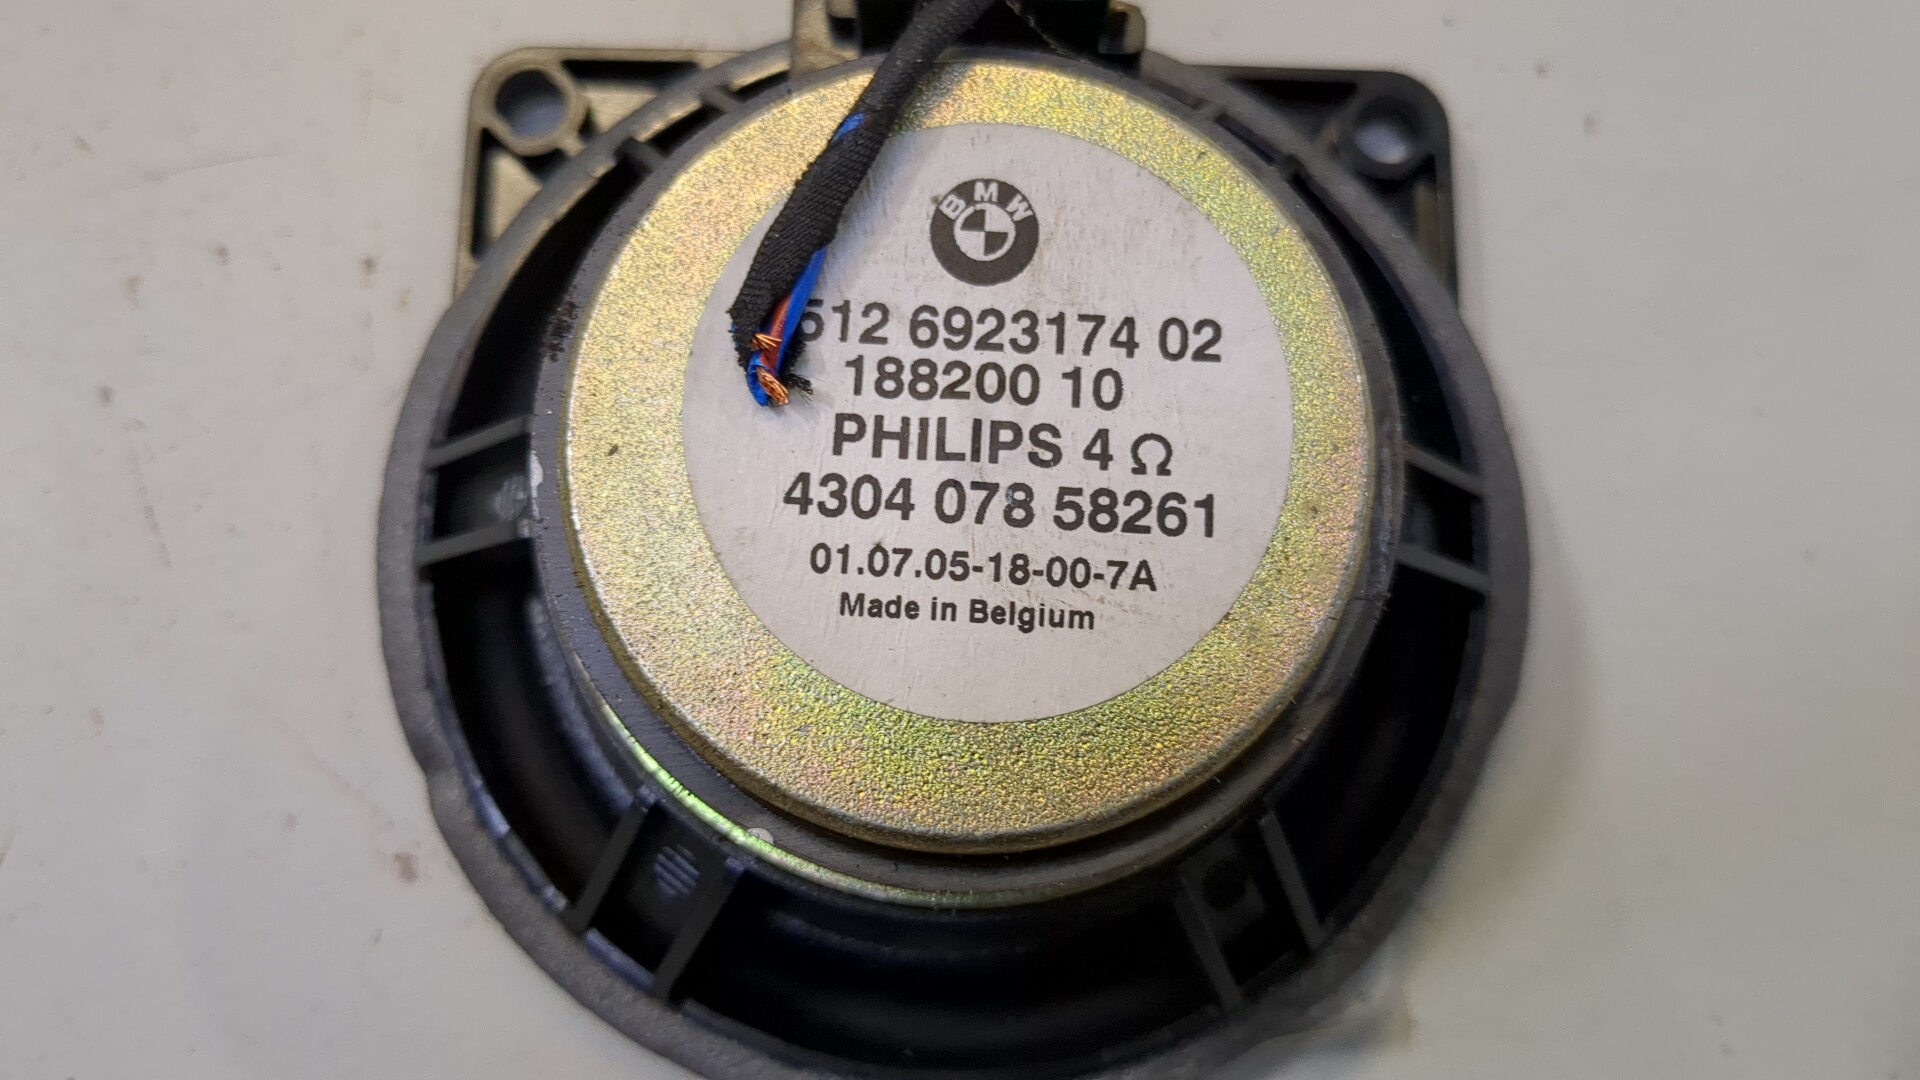 BMW
512 6923174 02
188200 10
PHILIPS 4 Ω
4304 078 58261
01.07.05-18-00-7A
Made in Belgium